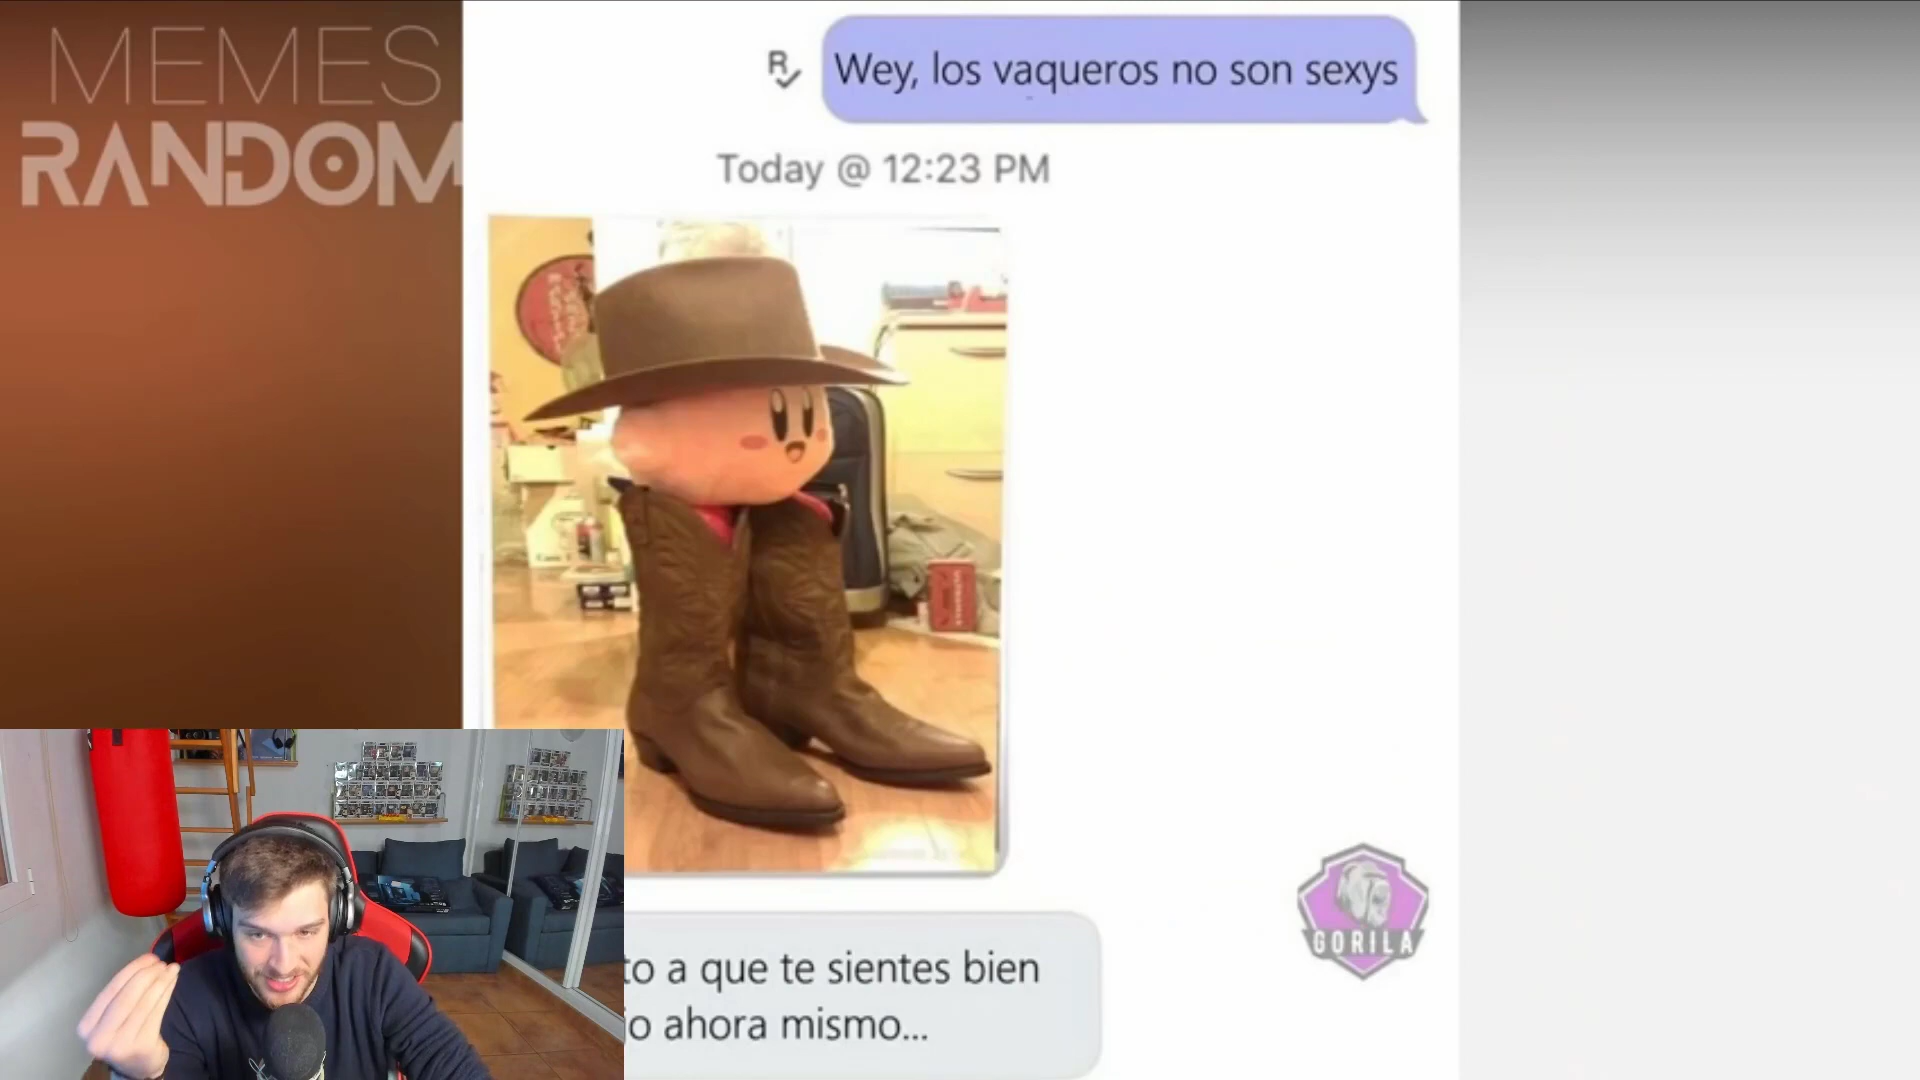 MEMES
RANDOM
Wey, los vaqueros no son sexys
Today @ 12:23 PM
to a que te sientes bien
o ahora mismo...
GORILA